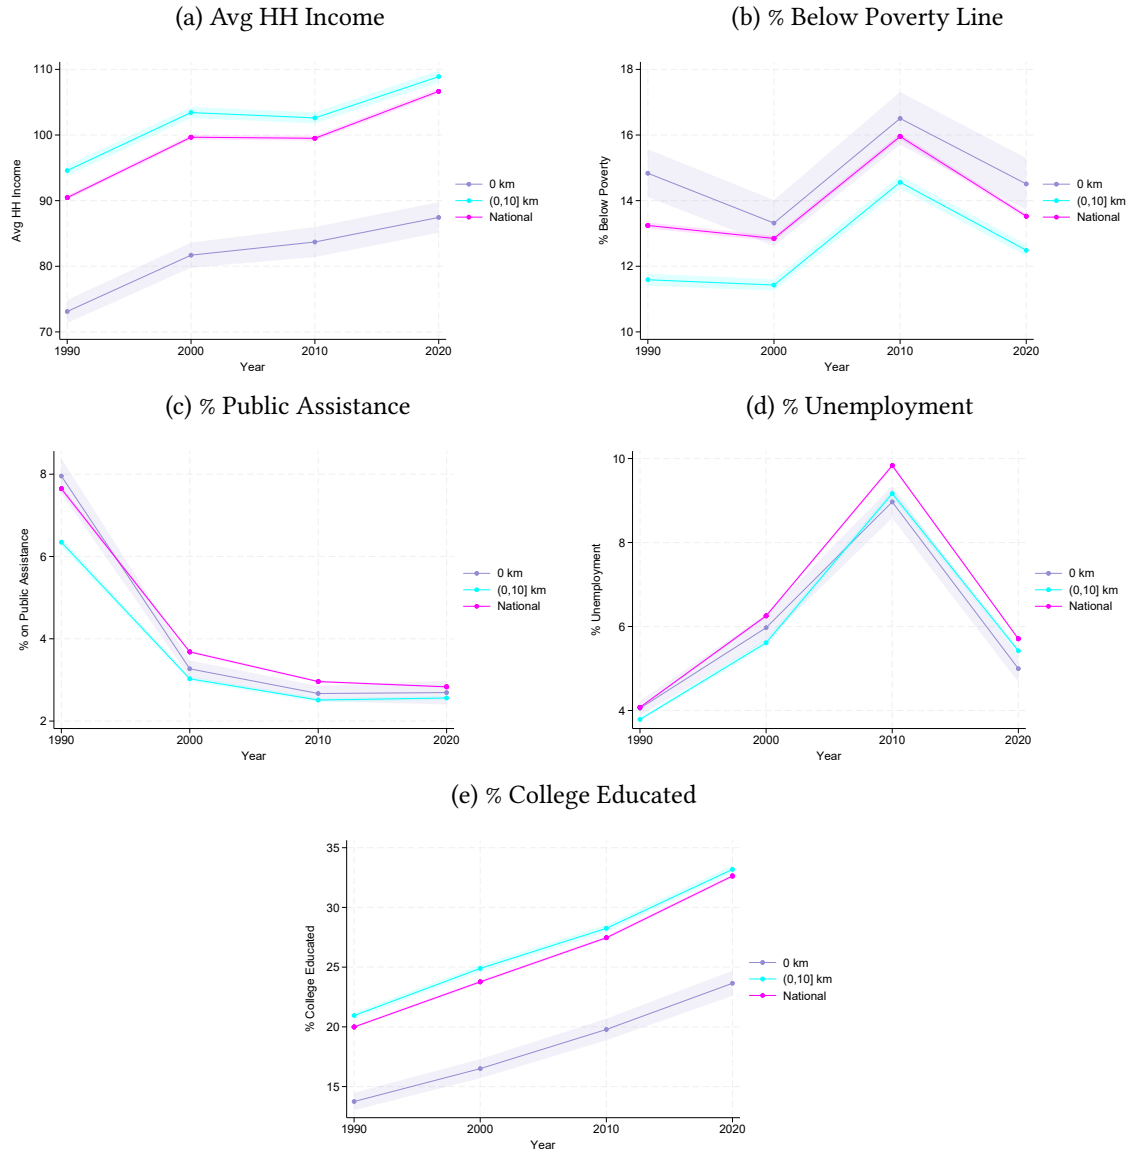 (a) Avg HH Income
110
100
90
80
70
Avg HH Income
1990
2000
2010
2020
Year
0 km
(0,10] km
National
(b) % Below Poverty Line
18
16
14
12
10
% Below Poverty
1990
2000
2010
2020
Year
0 km
(0,10] km
National
(c) % Public Assistance
8
6
4
2
% on Public Assistance
1990
2000
2010
2020
Year
0 km
(0,10] km
National
(d) % Unemployment
10
8
6
4
% Unemployment
1990
2000
2010
2020
Year
0 km
(0,10] km
National
(e) % College Educated
35
30
25
20
15
% College Educated
1990
2000
2010
2020
Year
0 km
(0,10] km
National